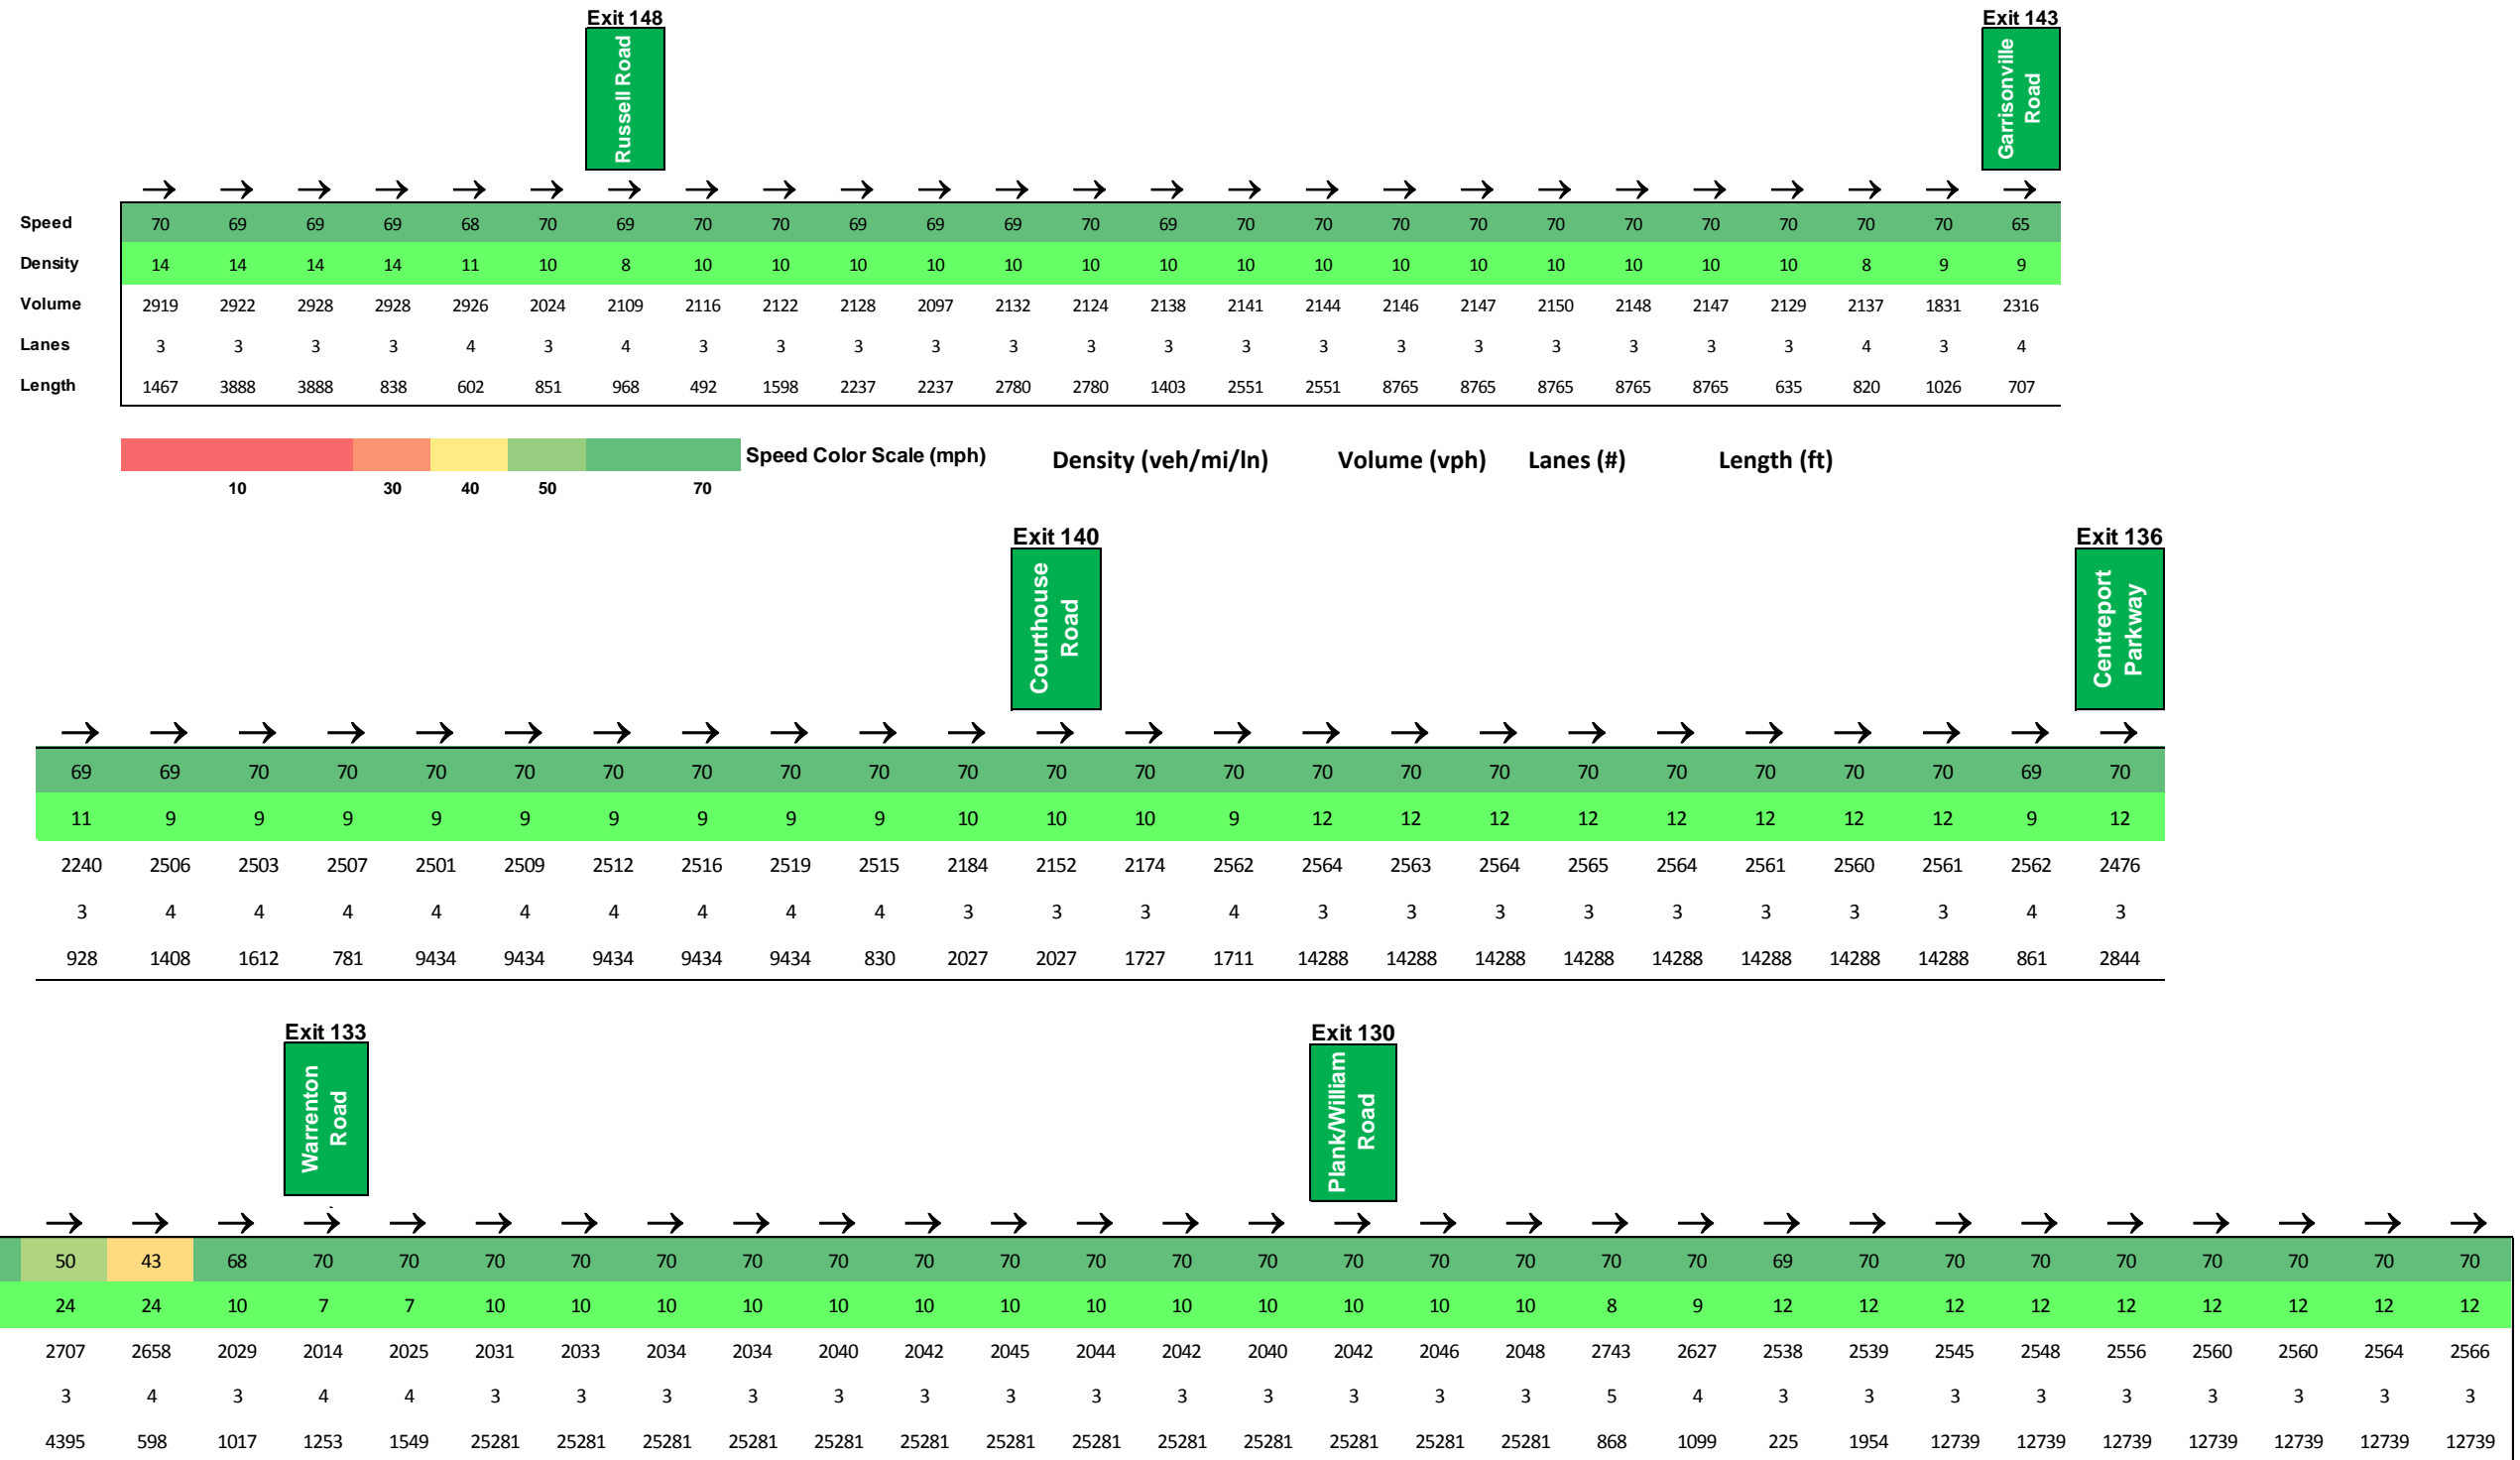 Exit 148
Exit 143
Russell Road
Garrisonville
Road
→ → → → → → → → → → → → → → → → → → → → → → → → →
Speed 70 69 69 69 68 70 69 70 70 69 69 69 70 69 70 70 70 70 70 70 70 70 70 70 65
Density 14 14 14 14 11 10 8 10 10 10 10 10 10 10 10 10 10 10 10 10 10 10 8 9 9
Volume 2919 2922 2928 2928 2926 2024 2109 2116 2122 2128 2097 2132 2124 2138 2141 2144 2146 2147 2150 2148 2147 2129 2137 1831 2316
Lanes 3 3 3 3 4 3 4 3 3 3 3 3 3 3 3 3 3 3 3 3 3 3 4 3 4
Length 1467 3888 3888 838 602 851 968 492 1598 2237 2237 2780 2780 1403 2551 2551 8765 8765 8765 8765 8765 635 820 1026 707
Speed Color Scale (mph) Density (veh/mi/ln) Volume (vph) Lanes (#) Length (ft)
10 30 40 50 70
Exit 140
Exit 136
Courthouse
Road
Centreport
Parkway
→ → → → → → → → → → → → → → → → → → → → → → → →
69 69 70 70 70 70 70 70 70 70 70 70 70 70 70 70 70 70 70 70 70 70 69 70
11 9 9 9 9 9 9 9 9 9 10 10 10 9 12 12 12 12 12 12 12 12 9 12
2240 2506 2503 2507 2501 2509 2512 2516 2519 2515 2184 2152 2174 2562 2564 2563 2564 2565 2564 2561 2560 2561 2562 2476
3 4 4 4 4 4 4 4 4 4 3 3 3 4 3 3 3 3 3 3 3 3 4 3
928 1408 1612 781 9434 9434 9434 9434 9434 830 2027 2027 1727 1711 14288 14288 14288 14288 14288 14288 14288 14288 861 2844
Exit 133
Exit 130
Warrenton
Road
Plank/William
Road
→ → → → → → → → → → → → → → → → → → → → → → → → → → → → →
50 43 68 70 70 70 70 70 70 70 70 70 70 70 70 70 70 70 70 70 69 70 70 70 70 70 70 70 70
24 24 10 7 7 10 10 10 10 10 10 10 10 10 10 10 10 10 8 9 12 12 12 12 12 12 12 12 12
2707 2658 2029 2014 2025 2031 2033 2034 2034 2040 2042 2045 2044 2042 2040 2042 2046 2048 2743 2627 2538 2539 2545 2548 2556 2560 2560 2564 2566
3 4 3 4 4 3 3 3 3 3 3 3 3 3 3 3 3 3 5 4 3 3 3 3 3 3 3 3 3
4395 598 1017 1253 1549 25281 25281 25281 25281 25281 25281 25281 25281 25281 25281 25281 25281 25281 868 1099 225 1954 12739 12739 12739 12739 12739 12739 12739